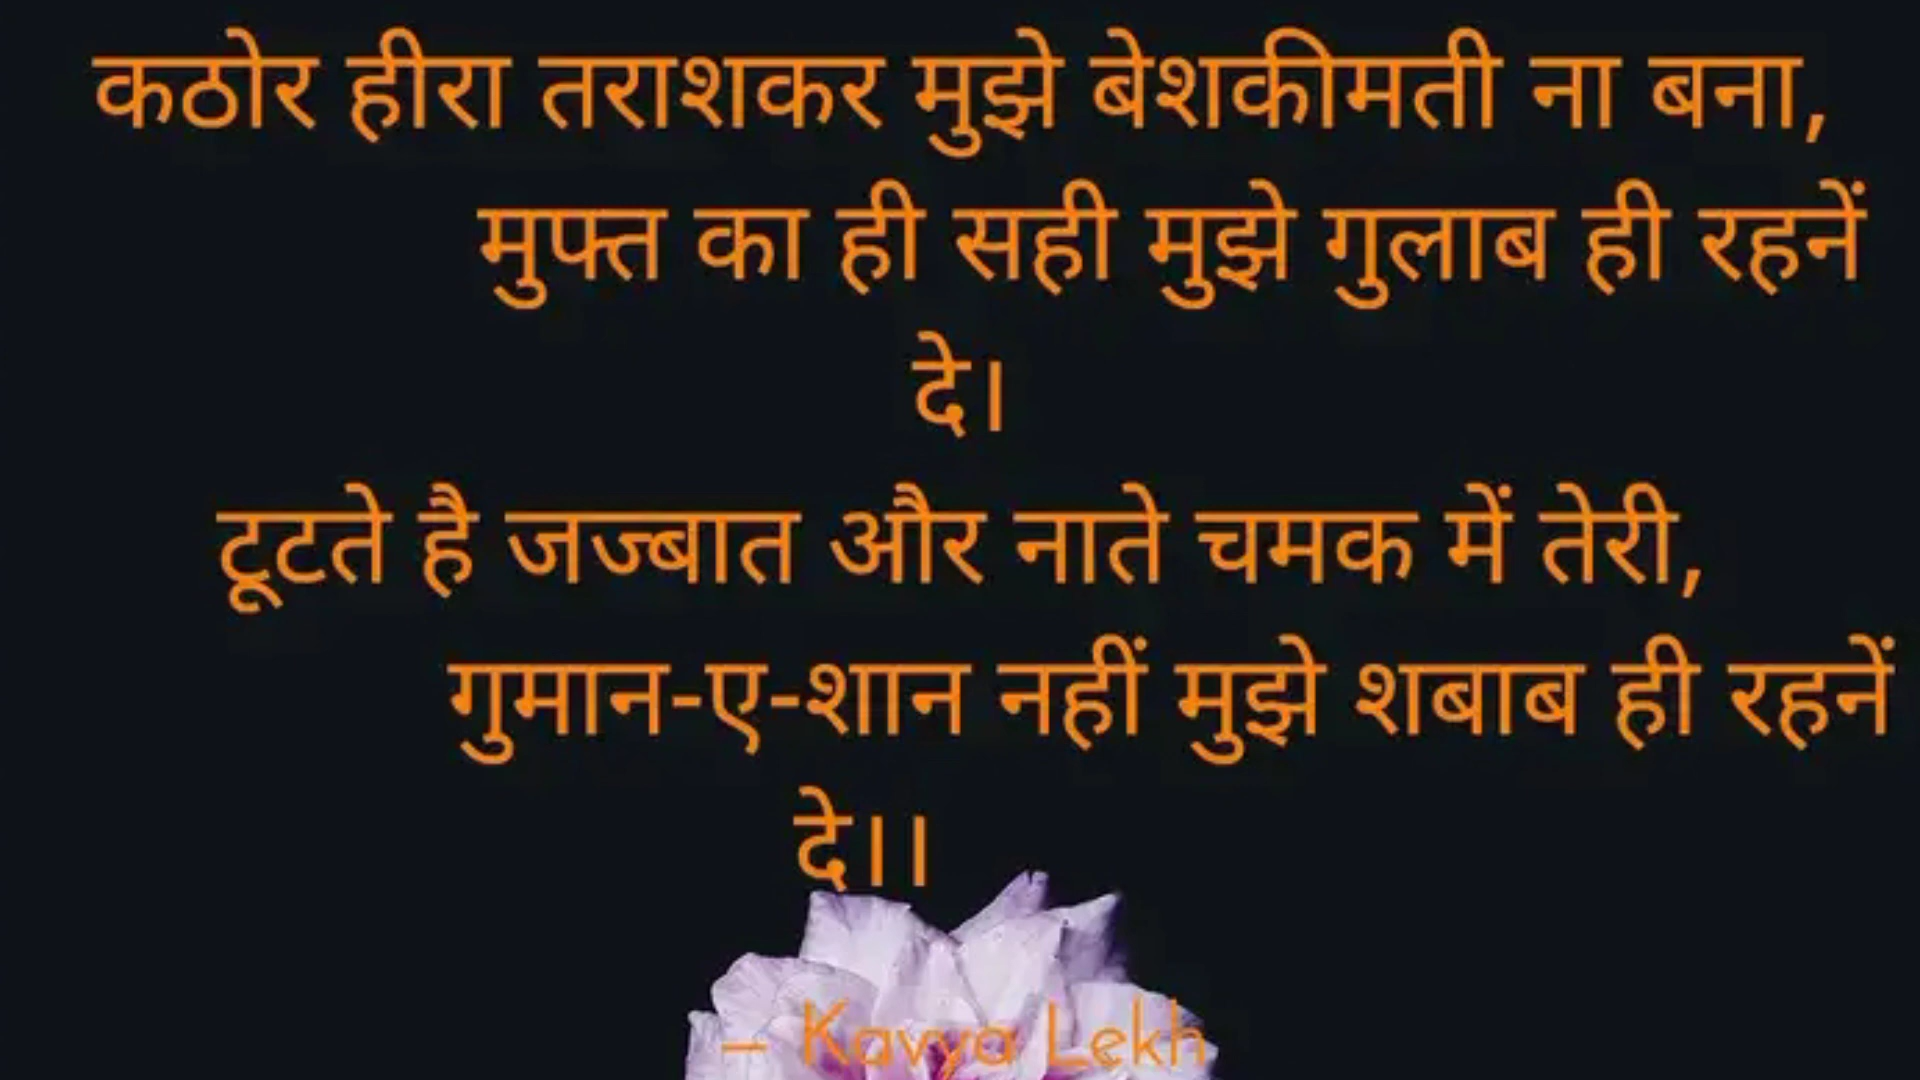 कठोर हीरा तराशकर मुझे बेशकीमती ना बना,
मुफ्त का ही सही मुझे गुलाब ही रहनें
दे।
टूटते है जज्बात और नाते चमक में तेरी,
गुमान-ए-शान नहीं मुझे शबाब ही रहनें
दे।।
– Kavya Lekh